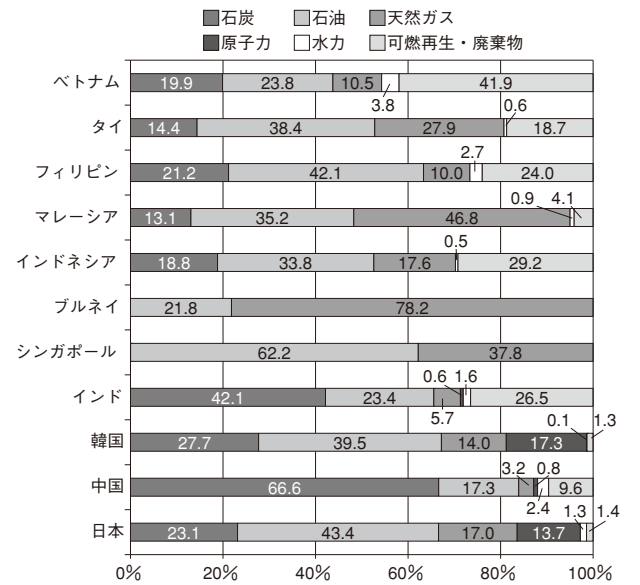 石炭 石油 天然ガス
原子力 水力 可燃再生・廃棄物
ベトナム 19.9 23.8 10.5 3.8 41.9
タイ 14.4 38.4 27.9 0.6 18.7
フィリピン 21.2 42.1 10.0 2.7 24.0
マレーシア 13.1 35.2 46.8 0.9 4.1
インドネシア 18.8 33.8 17.6 0.5 29.2
ブルネイ 21.8 78.2
シンガポール 62.2 37.8
インド 42.1 23.4 5.7 0.6 1.6 26.5
韓国 27.7 39.5 14.0 17.3 0.1 1.3
中国 66.6 17.3 3.2 0.8 2.4 9.6
日本 23.1 43.4 17.0 13.7 1.3 1.4
0% 20% 40% 60% 80% 100%